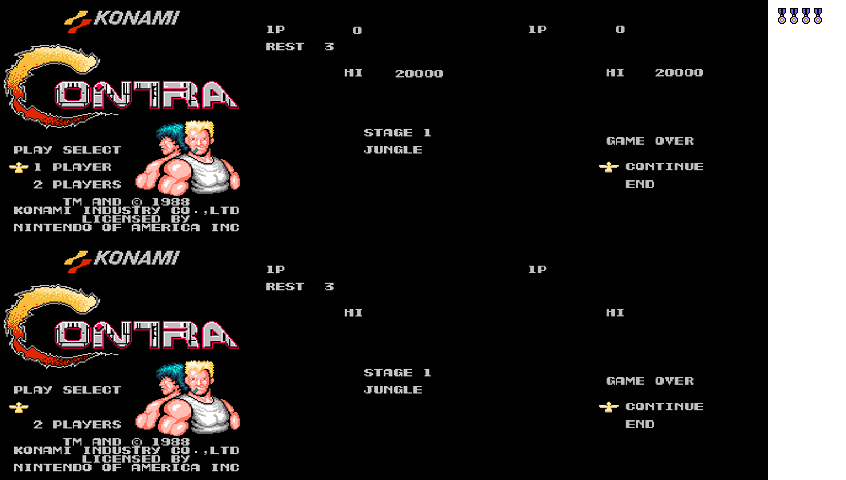 KONAMI
CONTRA
PLAY SELECT
1 PLAYER
2 PLAYERS
TM AND © 1988
KONAMI INDUSTRY CO.,LTD
LICENSED BY
NINTENDO OF AMERICA INC
1P 0
REST 3
HI 20000
STAGE 1
JUNGLE
1P 0
HI 20000
GAME OVER
CONTINUE
END
KONAMI
CONTRA
PLAY SELECT
2 PLAYERS
TM AND © 1988
KONAMI INDUSTRY CO.,LTD
LICENSED BY
NINTENDO OF AMERICA INC
1P
REST 3
HI
STAGE 1
JUNGLE
1P
HI
GAME OVER
CONTINUE
END